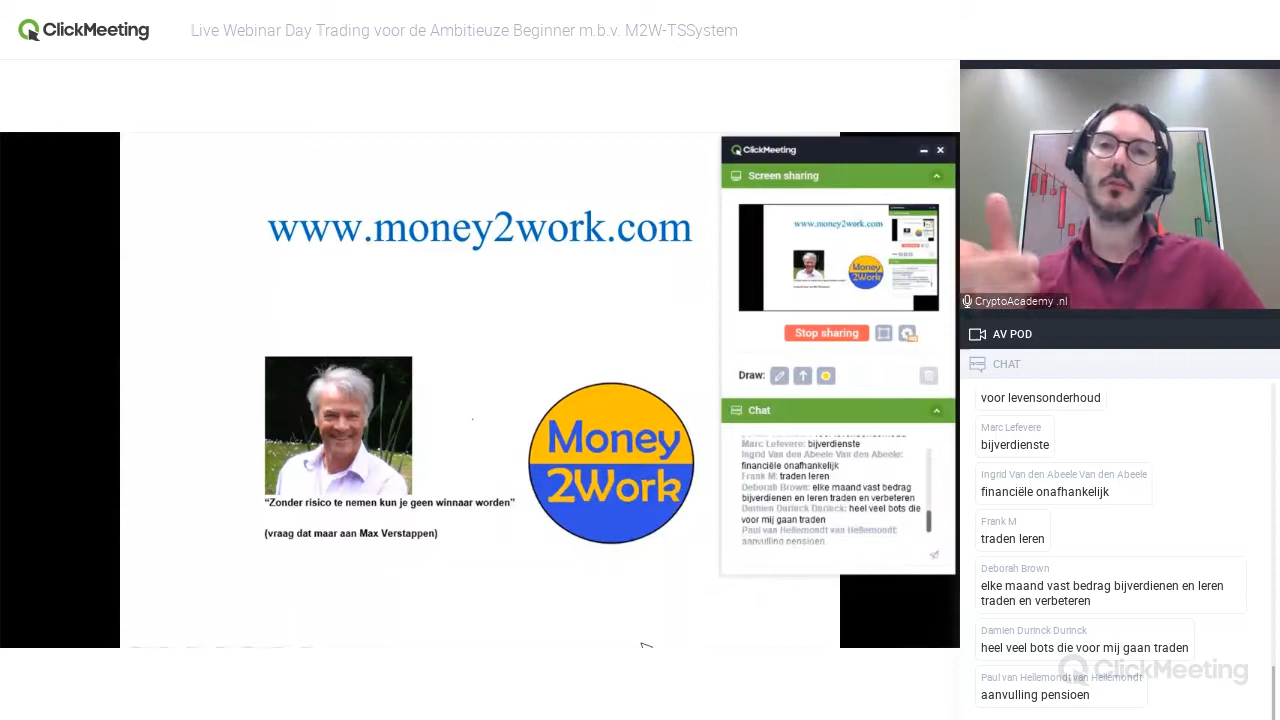 ClickMeeting
Live Webinar Day Trading voor de Ambitieuze Beginner m.b.v. M2W-TSSystem
www.money2work.com
“Zonder risico te nemen kun je geen winnaar worden”
(vraag dat maar aan Max Verstappen)
Money
2Work
ClickMeeting
Screen sharing
www.money2work.com
Money
2Work
Stop sharing
Draw:
Chat
Marc Lefevere: bijverdienste
Ingrid Van den Abeele Van den Abeele:
financiële onafhankelijk
Frank M: traden leren
Deborah Brown: elke maand vast bedrag
bijverdienen en leren traden en verbeteren
Damien Durinck Durinck: heel veel bots die
voor mij gaan traden
Paul van Hellemondt van Hellemondt:
aanvulling pensioen
CryptoAcademy .nl
AV POD
CHAT
voor levensonderhoud
Marc Lefevere
bijverdienste
Ingrid Van den Abeele Van den Abeele
financiële onafhankelijk
Frank M
traden leren
Deborah Brown
elke maand vast bedrag bijverdienen en leren
traden en verbeteren
Damien Durinck Durinck
heel veel bots die voor mij gaan traden
Paul van Hellemondt van Hellemondt
aanvulling pensioen
ClickMeeting